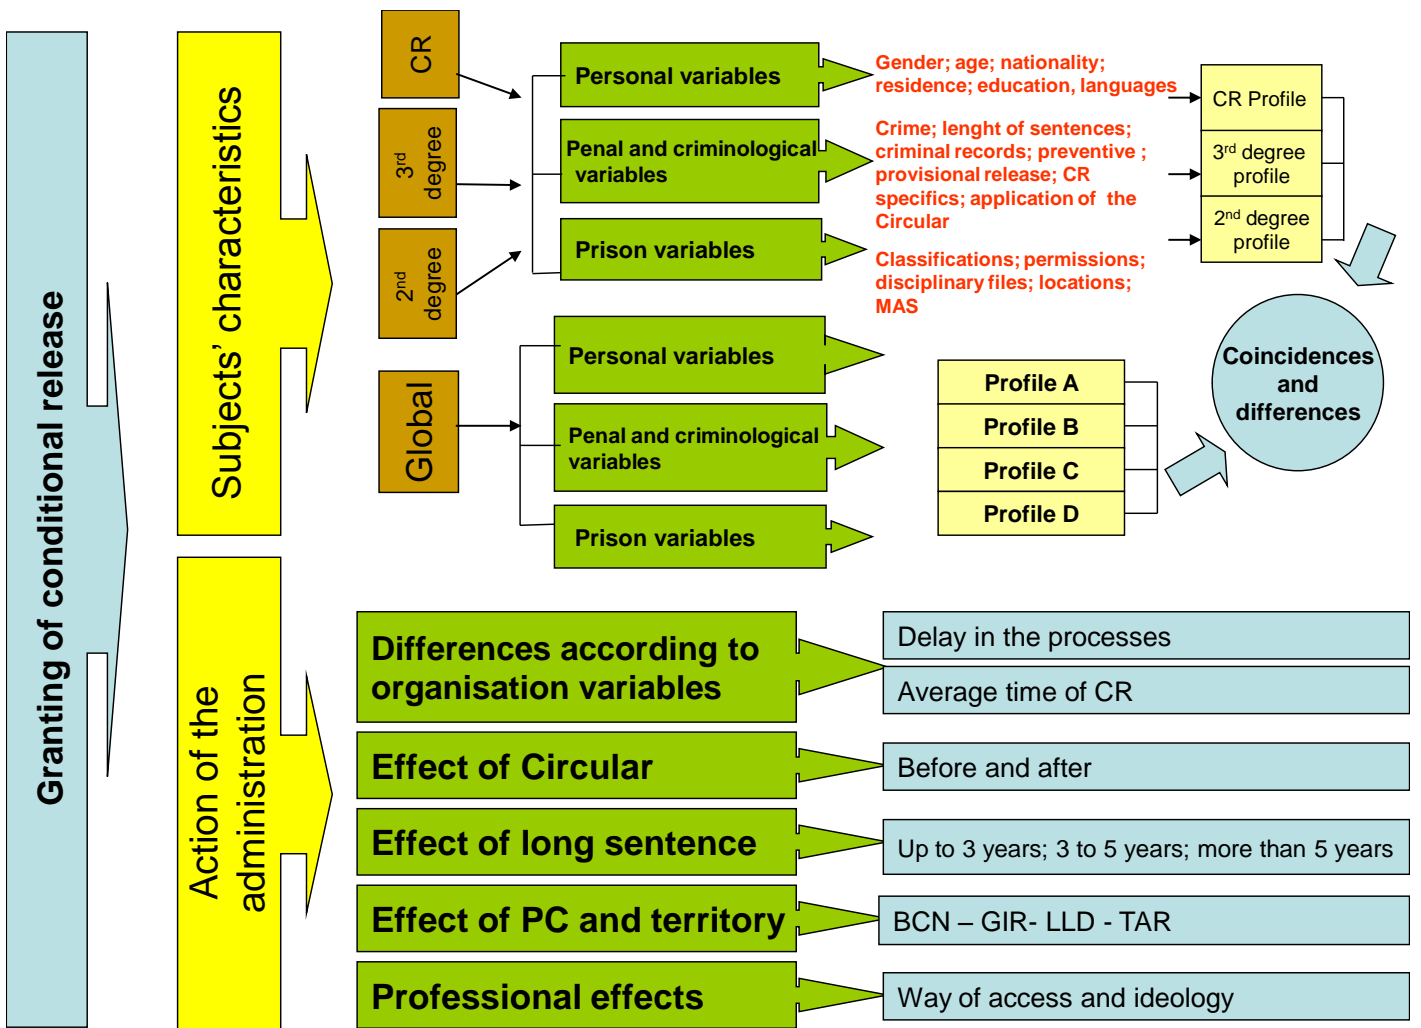 Granting of conditional release
Subjects' characteristics
CR
3rd
degree
2nd
degree
Personal variables
Penal and criminological
variables
Prison variables
Gender; age; nationality;
residence; education, languages
Crime; lenght of sentences;
criminal records; preventive ;
provisional release; CR
specifics; application of the
Circular
Classifications; permissions;
disciplinary files; locations;
MAS
CR Profile
3rd degree
profile
2nd degree
profile
Global
Personal variables
Penal and criminological
variables
Prison variables
Profile A
Profile B
Profile C
Profile D
Coincidences
and
differences
Action of the
administration
Differences according to
organisation variables
Delay in the processes
Average time of CR
Effect of Circular
Before and after
Effect of long sentence
Up to 3 years; 3 to 5 years; more than 5 years
Effect of PC and territory
BCN – GIR- LLD - TAR
Professional effects
Way of access and ideology